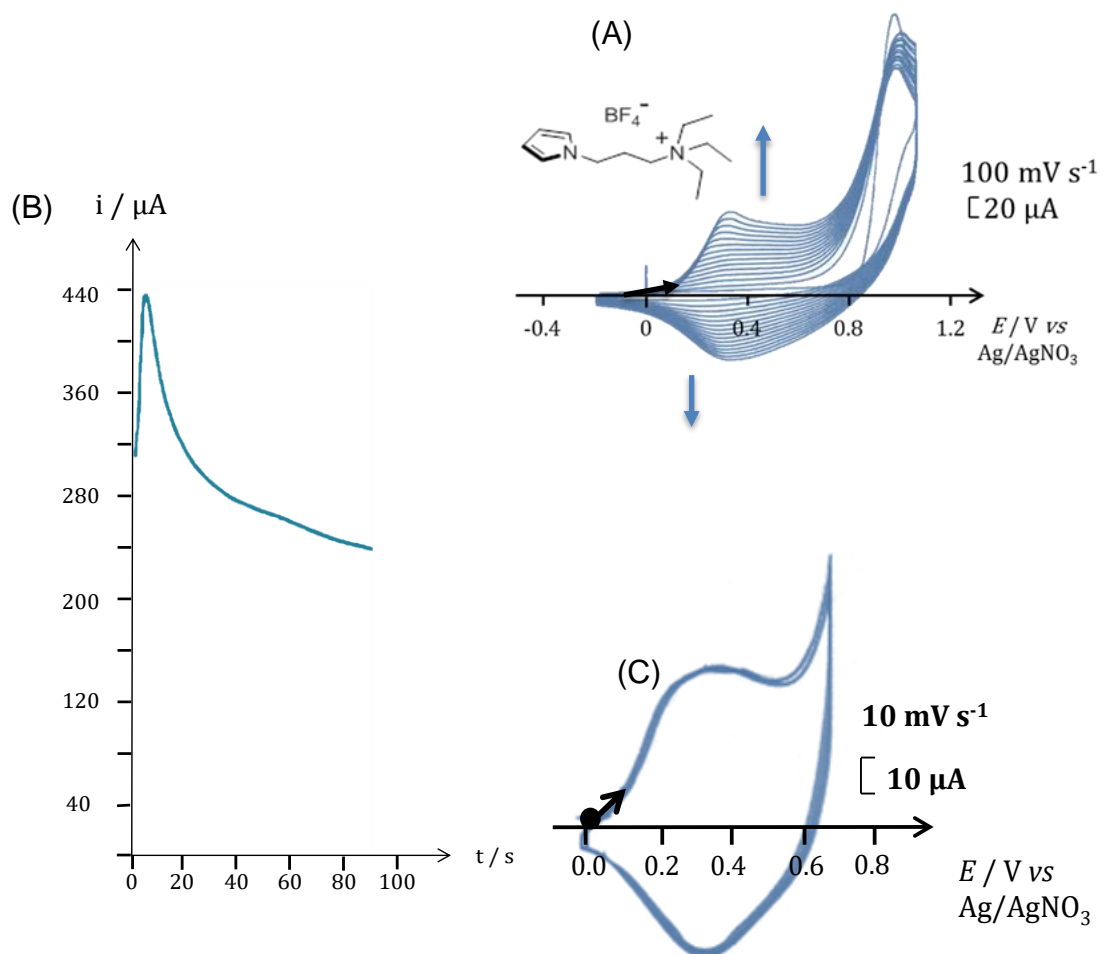 (A)
BF₄⁻
N
+
N
100 mV s⁻¹
20 µA
-0.4
0
0.4
0.8
1.2
E / V vs
Ag/AgNO₃
(B)
i / µA
440
360
280
200
120
40
0
20
40
60
80
100
t / s
(C)
10 mV s⁻¹
10 µA
0.0
0.2
0.4
0.6
0.8
E / V vs
Ag/AgNO₃